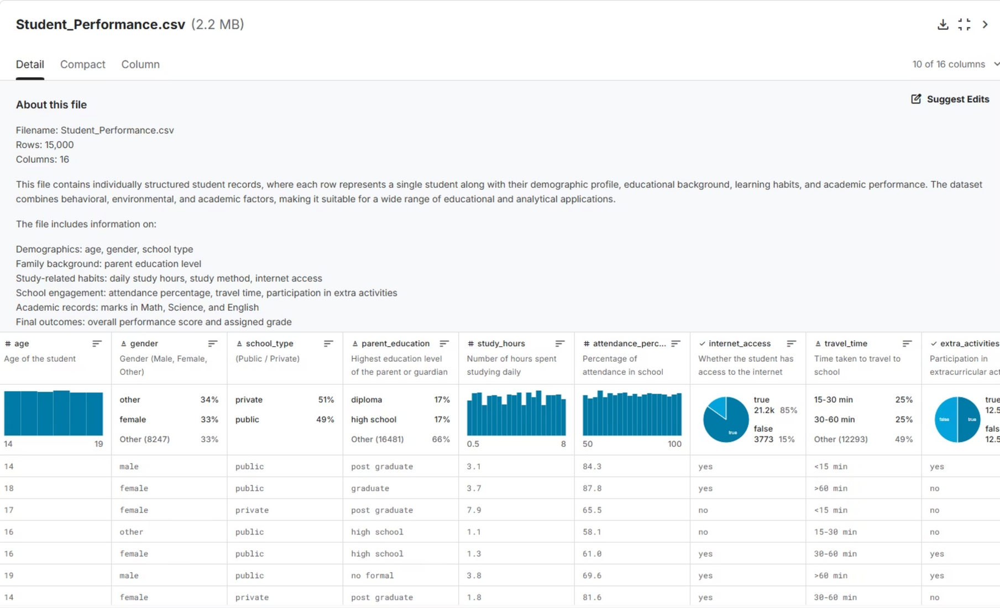 Student_Performance.csv (2.2 MB)
Detail Compact Column 10 of 16 columns
About this file
Suggest Edits
Filename: Student_Performance.csv
Rows: 15,000
Columns: 16
This file contains individually structured student records, where each row represents a single student along with their demographic profile, educational background, learning habits, and academic performance. The dataset
combines behavioral, environmental, and academic factors, making it suitable for a wide range of educational and analytical applications.
The file includes information on:
Demographics: age, gender, school type
Family background: parent education level
Study-related habits: daily study hours, study method, internet access
School engagement: attendance percentage, travel time, participation in extra activities
Academic records: marks in Math, Science, and English
Final outcomes: overall performance score and assigned grade
# age gender school_type parent_education # study_hours # attendance_perc... internet_access travel_time extra_activities
Age of the student Gender (Male, Female, (Public / Private) Highest education level Number of hours spent Percentage of Whether the student has Time taken to travel to Participation in
Other) of the parent or guardian studying daily attendance in school access to the internet school extracurricular act
other 34% private 51% diploma 17% true 15-30 min 25% true
21.2k 85% 12.5
female 33% public 49% high school 17% 30-60 min 25%
true false true
false fals
Other (8247) 33% Other (16481) 66% 3773 15% Other (12293) 49% 12.5
14 19 0.5 8 50 100
14 male public post graduate 3.1 84.3 yes <15 min yes
18 female public graduate 3.7 87.8 yes >60 min no
17 female private post graduate 7.9 65.5 no <15 min no
16 other public high school 1.1 58.1 no 15-30 min no
16 female public high school 1.3 61.0 yes 30-60 min yes
19 male public no formal 3.8 69.6 yes >60 min yes
14 female private post graduate 1.8 81.6 yes 30-60 min no